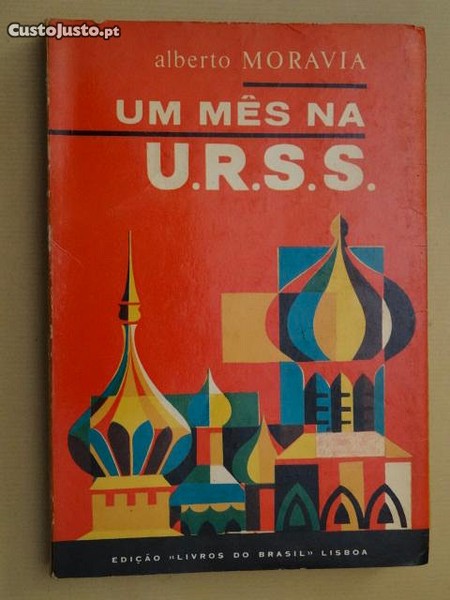 CustoJusto.pt
alberto MORAVIA
UM MÊS NA
U.R.S.S.
EDIÇÃO "LIVROS DO BRASIL" LISBOA